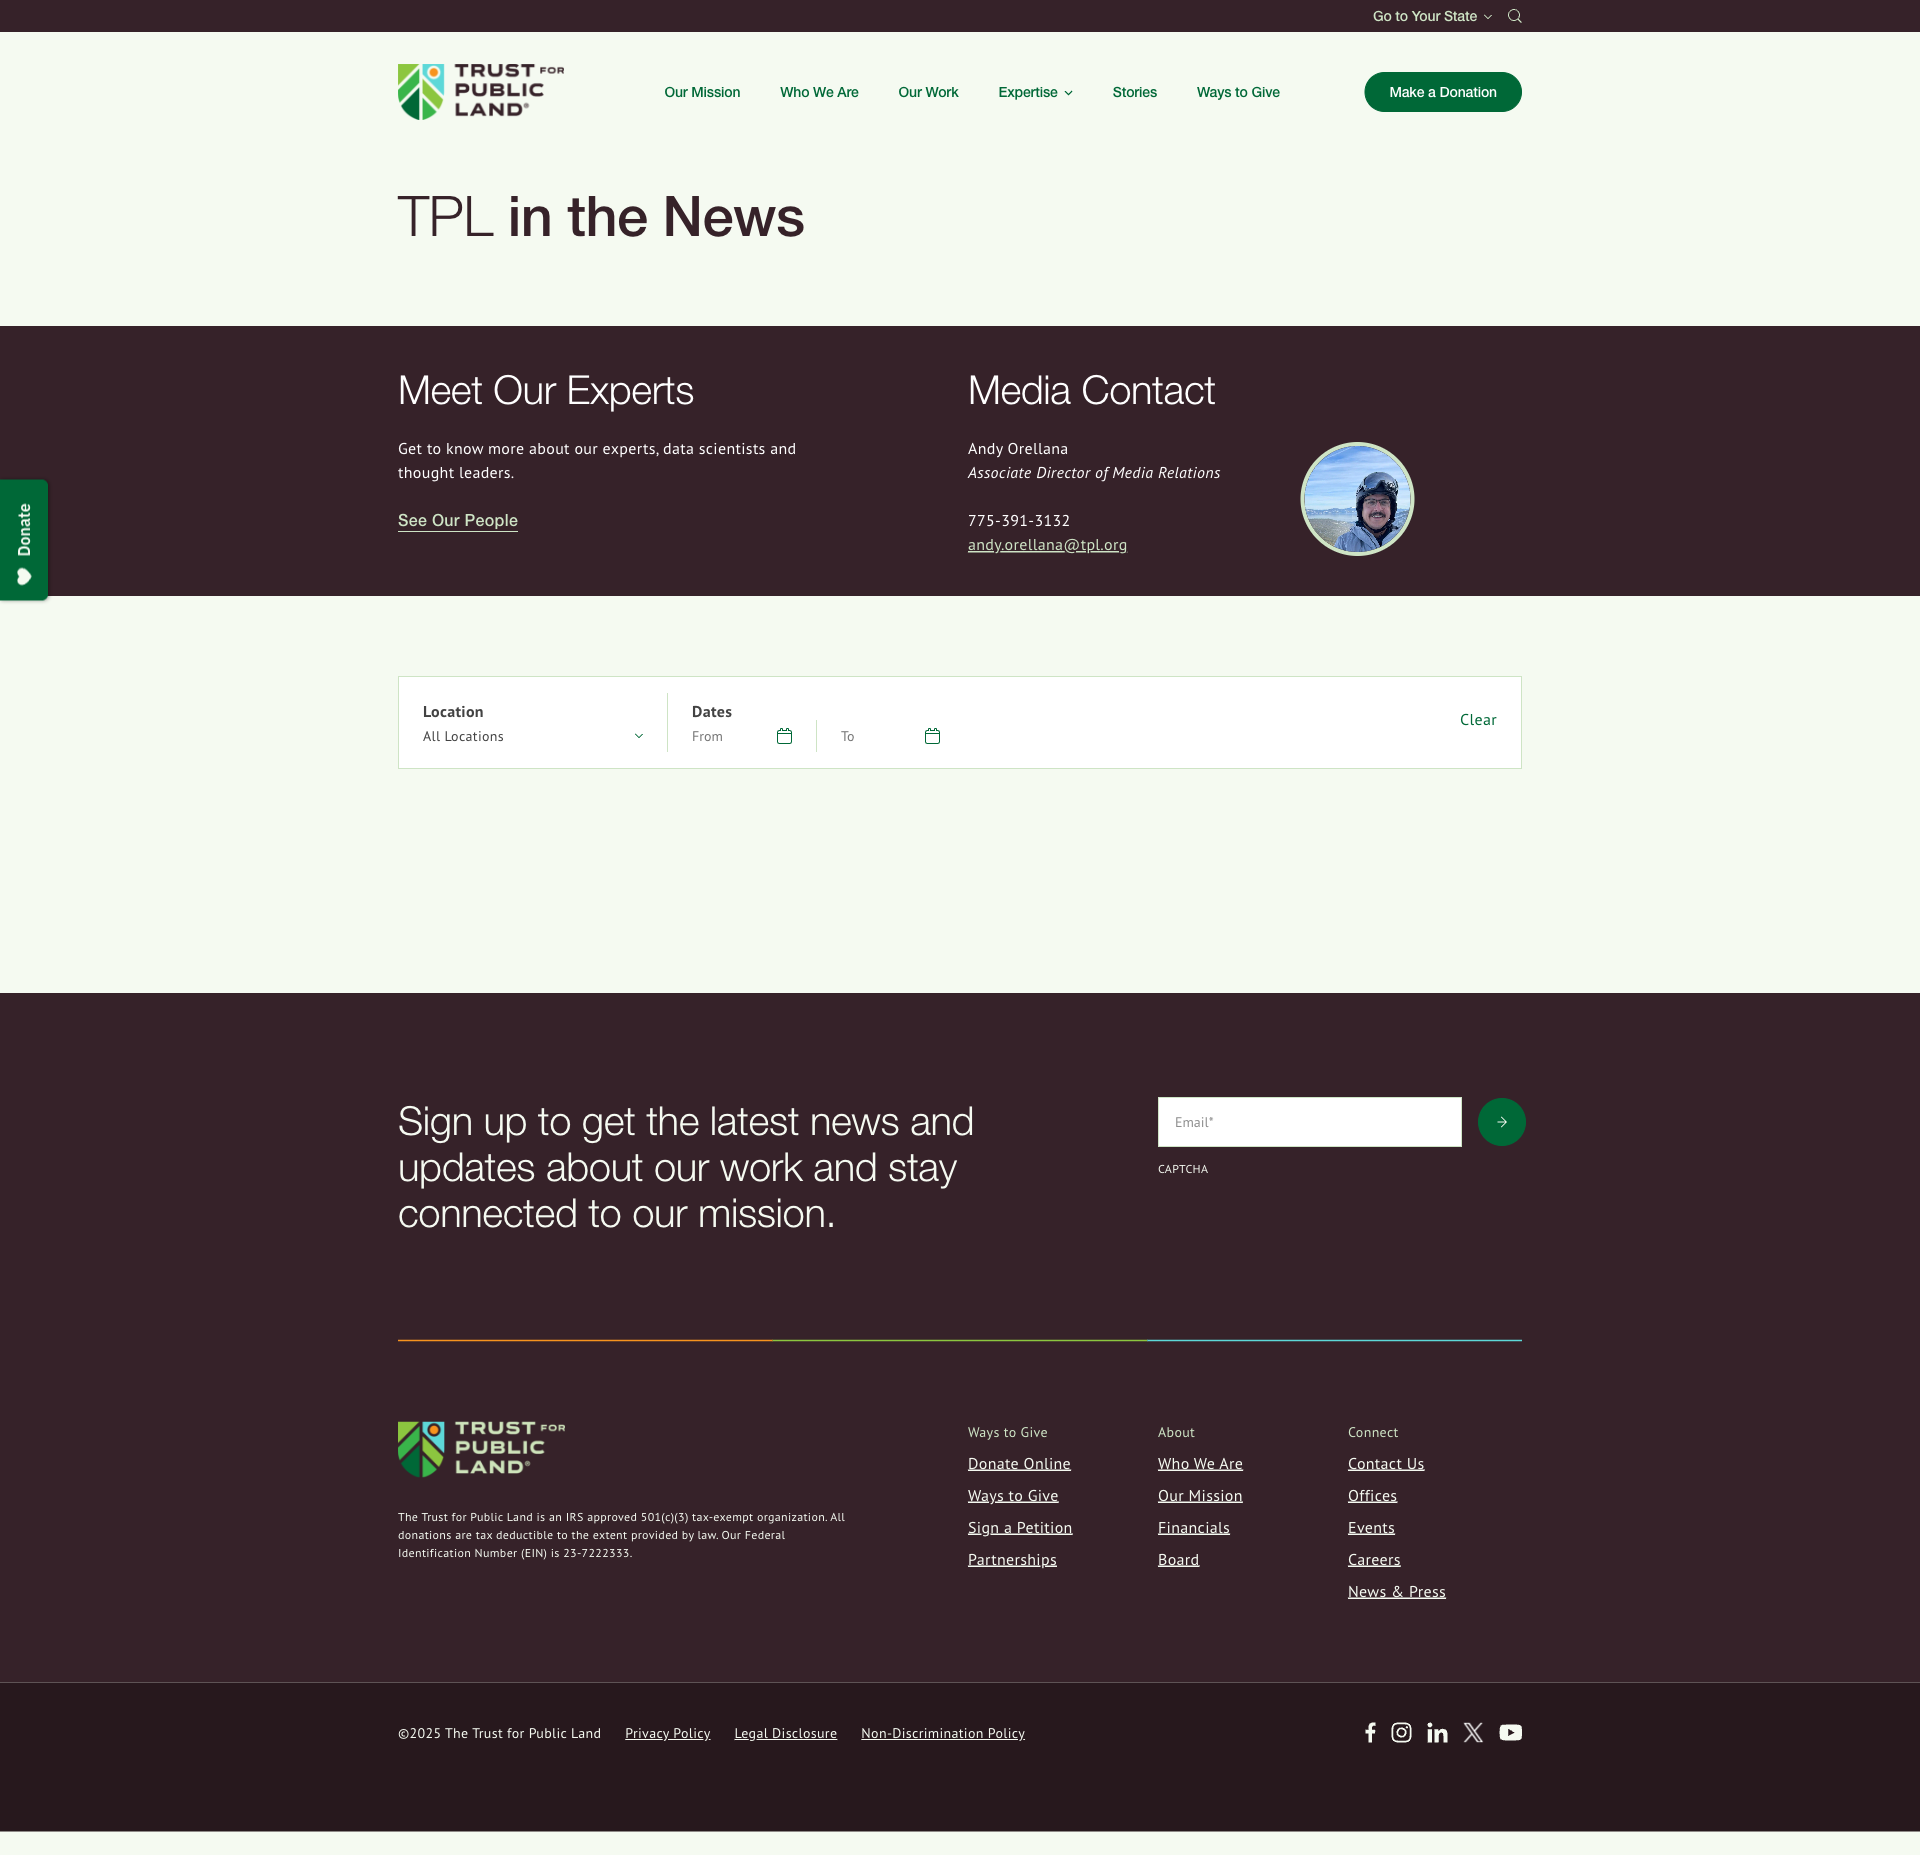 Go to Your State
TRUST FOR
PUBLIC
LAND®
Our Mission
Who We Are
Our Work
Expertise
Stories
Ways to Give
Make a Donation
TPL in the News
Meet Our Experts
Get to know more about our experts, data scientists and
thought leaders.
See Our People
Media Contact
Andy Orellana
Associate Director of Media Relations
775-391-3132
andy.orellana@tpl.org
Donate
Location
All Locations
Dates
From
To
Clear
Sign up to get the latest news and
updates about our work and stay
connected to our mission.
Email*
CAPTCHA
TRUST FOR
PUBLIC
LAND®
The Trust for Public Land is an IRS approved 501(c)(3) tax-exempt organization. All
donations are tax deductible to the extent provided by law. Our Federal
Identification Number (EIN) is 23-7222333.
Ways to Give
Donate Online
Ways to Give
Sign a Petition
Partnerships
About
Who We Are
Our Mission
Financials
Board
Connect
Contact Us
Offices
Events
Careers
News & Press
©2025 The Trust for Public Land
Privacy Policy
Legal Disclosure
Non-Discrimination Policy